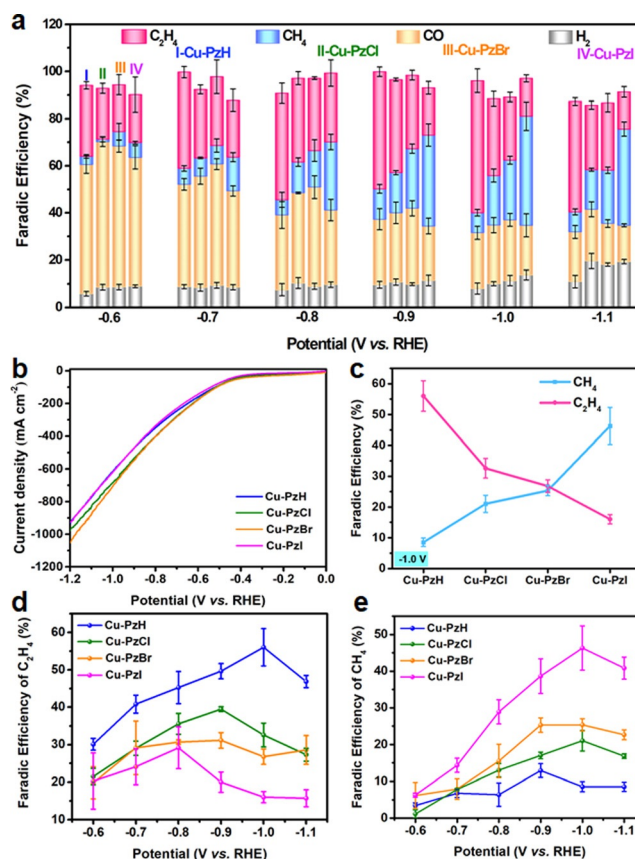 a
C₂H₄ CH₄ CO H₂
I-Cu-PzH II-Cu-PzCl III-Cu-PzBr IV-Cu-PzI
I II III IV
Faradic Efficiency (%)
120
100
80
60
40
20
0
-0.6 -0.7 -0.8 -0.9 -1.0 -1.1
Potential (V vs. RHE)
b
Current density (mA cm⁻²)
0
-200
-400
-600
-800
-1000
-1200
Cu-PzH
Cu-PzCl
Cu-PzBr
Cu-PzI
-1.2 -1.0 -0.8 -0.6 -0.4 -0.2 0.0
Potential (V vs. RHE)
c
Faradic Efficiency (%)
60
50
40
30
20
10
0
CH₄
C₂H₄
-1.0 V
Cu-PzH Cu-PzCl Cu-PzBr Cu-PzI
d
Faradic Efficiency of C₂H₄ (%)
60
50
40
30
20
10
Cu-PzH
Cu-PzCl
Cu-PzBr
Cu-PzI
-0.6 -0.7 -0.8 -0.9 -1.0 -1.1
Potential (V vs. RHE)
e
Faradic Efficiency of CH₄ (%)
50
40
30
20
10
0
Cu-PzH
Cu-PzCl
Cu-PzBr
Cu-PzI
-0.6 -0.7 -0.8 -0.9 -1.0 -1.1
Potential (V vs. RHE)